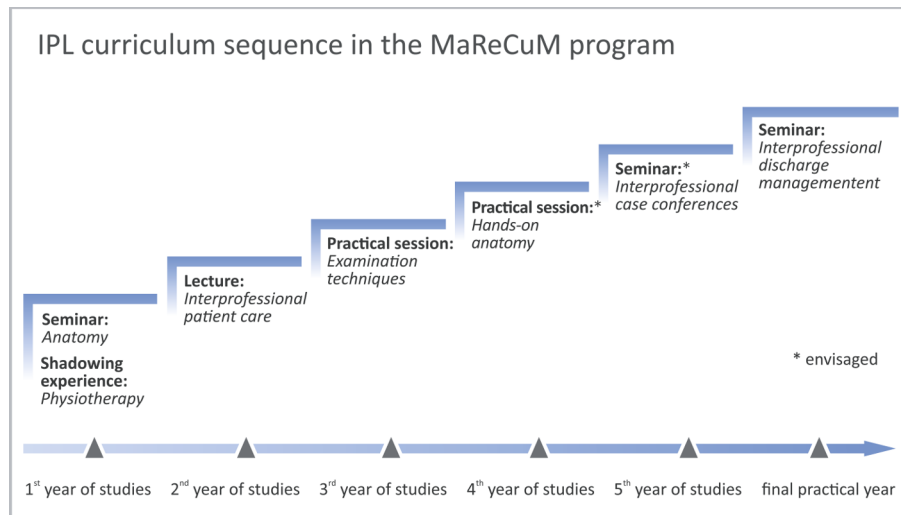 IPL curriculum sequence in the MaReCuM program
Seminar:
Anatomy
Shadowing
experience:
Physiotherapy
Lecture:
Interprofessional
patient care
Practical session:
Examination
techniques
Practical session:*
Hands-on
anatomy
Seminar:*
Interprofessional
case conferences
Seminar:
Interprofessional
discharge
managementent
* envisaged
1st year of studies
2nd year of studies
3rd year of studies
4th year of studies
5th year of studies
final practical year